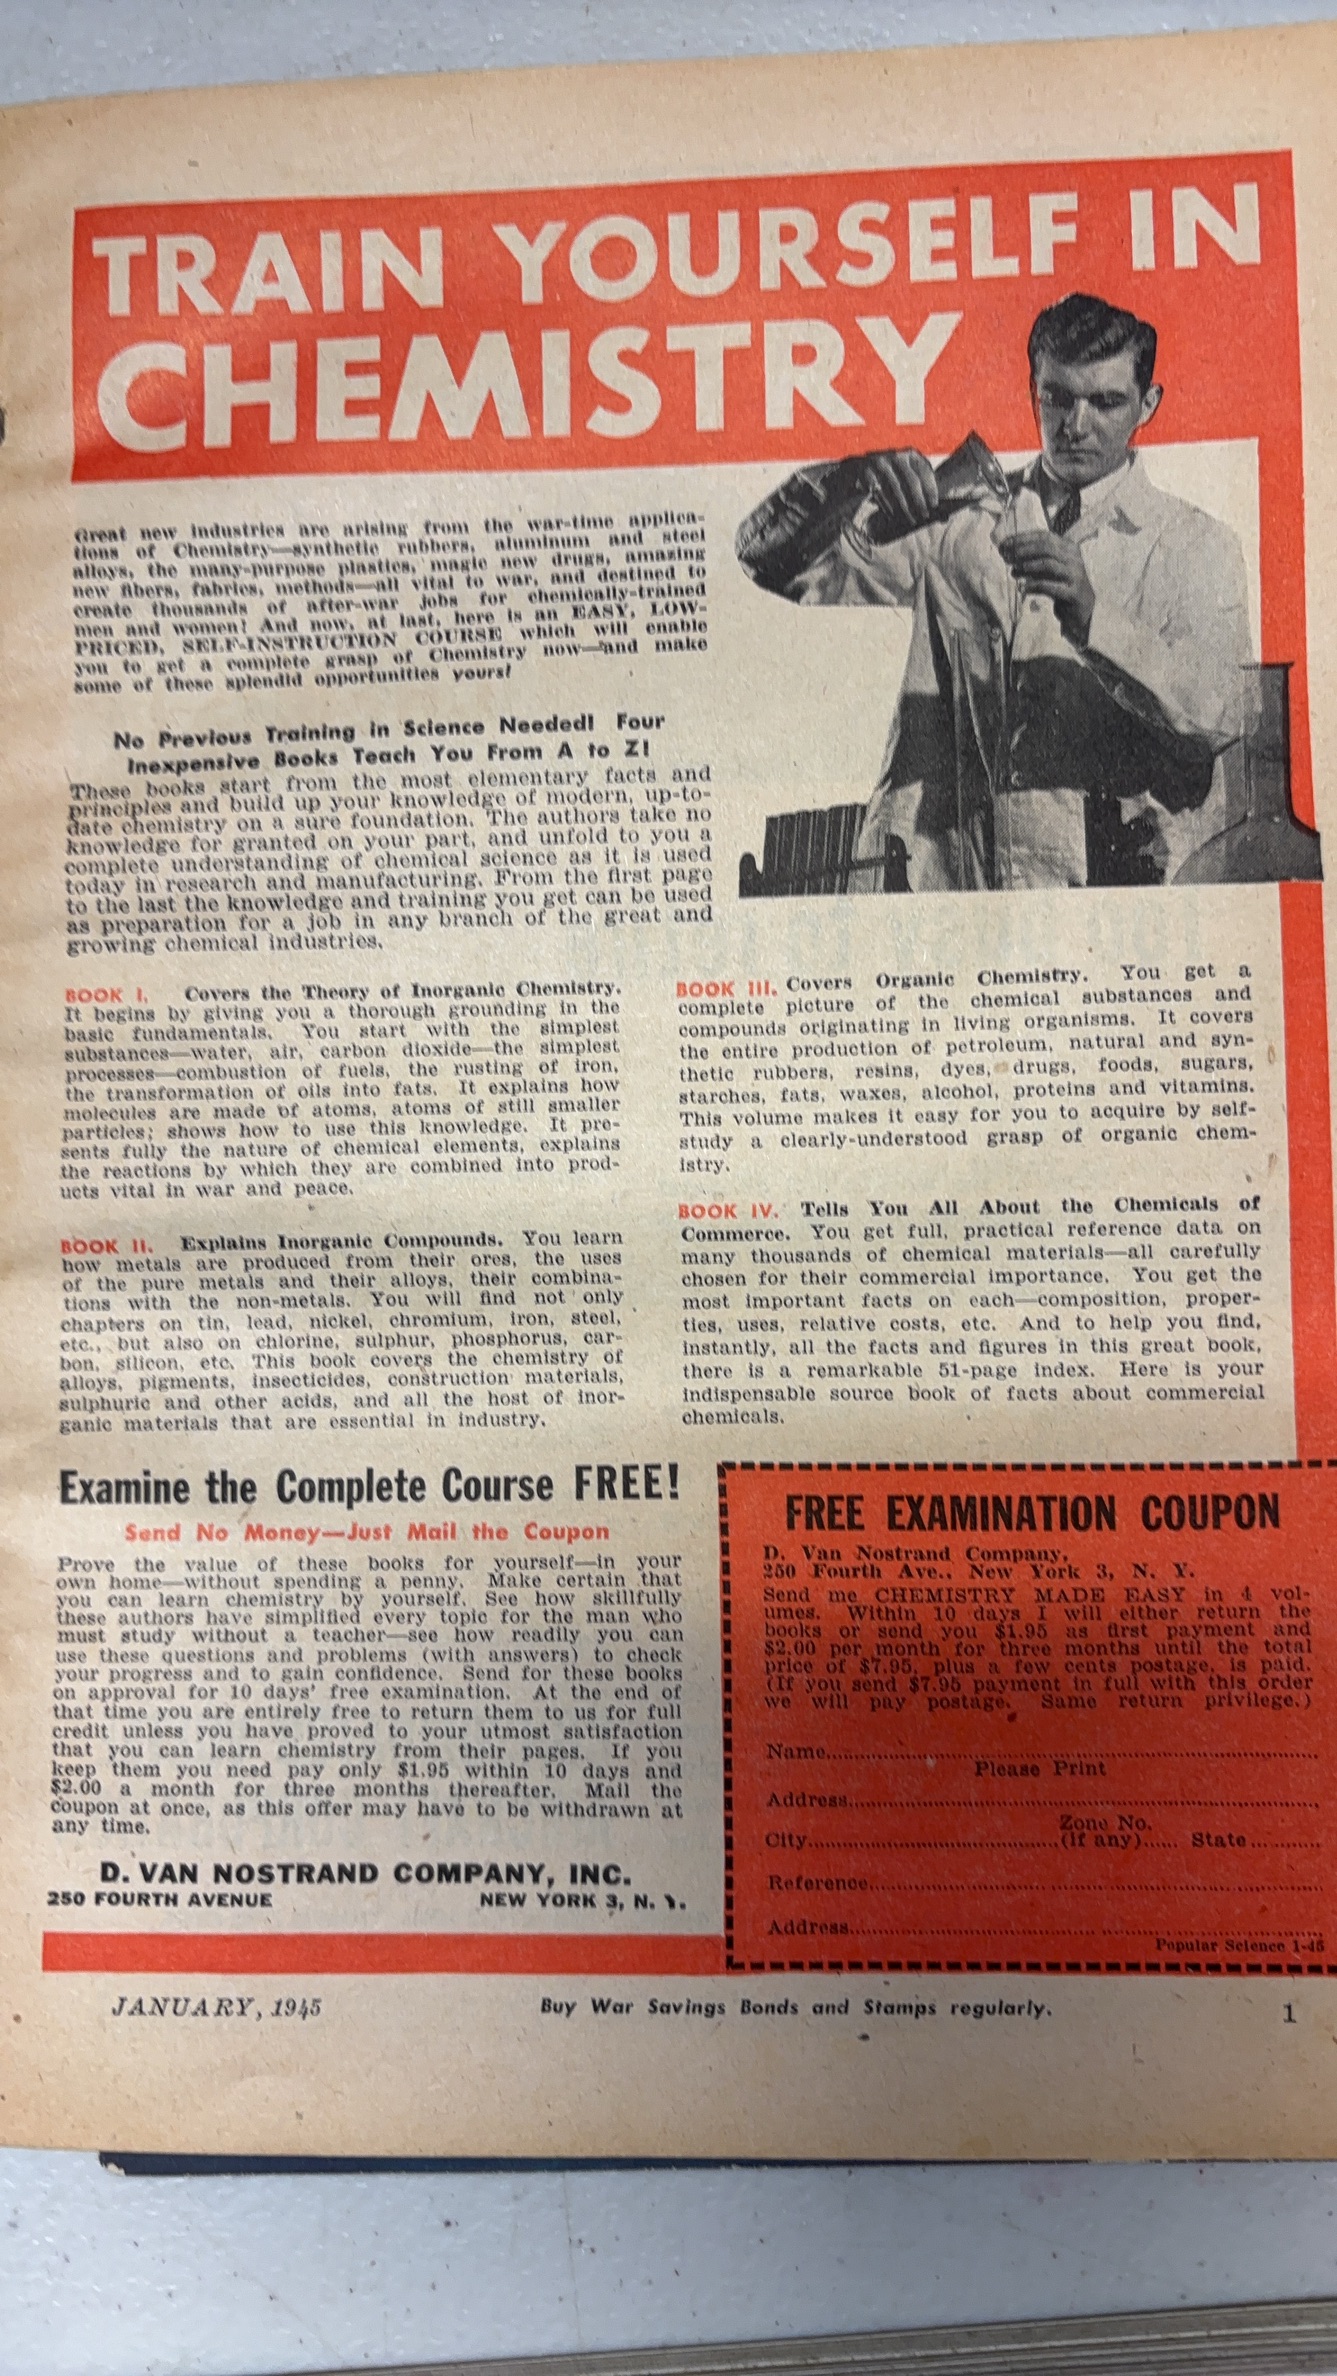 TRAIN YOURSELF IN
CHEMISTRY
Great new industries are arising from the war-time applica-
tions of Chemistry—synthetic rubbers, aluminum and steel
alloys, the many-purpose plastics, magic new drugs, amazing
new fibers, fabrics, methods—all vital to war, and destined to
create thousands of after-war jobs for chemically-trained
men and women! And now, at last, here is an EASY, LOW-
PRICED, SELF-INSTRUCTION COURSE which will enable
you to get a complete grasp of Chemistry now—and make
some of these splendid opportunities yours!
No Previous Training in Science Needed! Four
Inexpensive Books Teach You From A to Z!
These books start from the most elementary facts and
principles and build up your knowledge of modern, up-to-
date chemistry on a sure foundation. The authors take no
knowledge for granted on your part, and unfold to you a
complete understanding of chemical science as it is used
today in research and manufacturing. From the first page
to the last the knowledge and training you get can be used
as preparation for a job in any branch of the great and
growing chemical industries.
BOOK I. Covers the Theory of Inorganic Chemistry.
It begins by giving you a thorough grounding in the
basic fundamentals. You start with the simplest
substances—water, air, carbon dioxide—the simplest
processes—combustion of fuels, the rusting of iron,
the transformation of oils into fats. It explains how
molecules are made of atoms, atoms of still smaller
particles; shows how to use this knowledge. It pre-
sents fully the nature of chemical elements, explains
the reactions by which they are combined into prod-
ucts vital in war and peace.
BOOK II. Explains Inorganic Compounds. You learn
how metals are produced from their ores, the uses
of the pure metals and their alloys, their combina-
tions with the non-metals. You will find not only
chapters on tin, lead, nickel, chromium, iron, steel,
etc., but also on chlorine, sulphur, phosphorus, car-
bon, silicon, etc. This book covers the chemistry of
alloys, pigments, insecticides, construction materials,
sulphuric and other acids, and all the host of inor-
ganic materials that are essential in industry.
BOOK III. Covers Organic Chemistry. You get a
complete picture of the chemical substances and
compounds originating in living organisms. It covers
the entire production of petroleum, natural and syn-
thetic rubbers, resins, dyes, drugs, foods, sugars,
starches, fats, waxes, alcohol, proteins and vitamins.
This volume makes it easy for you to acquire by self-
study a clearly-understood grasp of organic chem-
istry.
BOOK IV. Tells You All About the Chemicals of
Commerce. You get full, practical reference data on
many thousands of chemical materials—all carefully
chosen for their commercial importance. You get the
most important facts on each—composition, proper-
ties, uses, relative costs, etc. And to help you find,
instantly, all the facts and figures in this great book,
there is a remarkable 51-page index. Here is your
indispensable source book of facts about commercial
chemicals.
Examine the Complete Course FREE!
Send No Money—Just Mail the Coupon
Prove the value of these books for yourself—in your
own home—without spending a penny. Make certain that
you can learn chemistry by yourself. See how skillfully
these authors have simplified every topic for the man who
must study without a teacher—see how readily you can
use these questions and problems (with answers) to check
your progress and to gain confidence. Send for these books
on approval for 10 days' free examination. At the end of
that time you are entirely free to return them to us for full
credit unless you have proved to your utmost satisfaction
that you can learn chemistry from their pages. If you
keep them you need pay only $1.95 within 10 days and
$2.00 a month for three months thereafter. Mail the
coupon at once, as this offer may have to be withdrawn at
any time.
D. VAN NOSTRAND COMPANY, INC.
250 FOURTH AVENUE NEW YORK 3, N. Y.
FREE EXAMINATION COUPON
D. Van Nostrand Company,
250 Fourth Ave., New York 3, N. Y.
Send me CHEMISTRY MADE EASY in 4 vol-
umes. Within 10 days I will either return the
books or send you $1.95 as first payment and
$2.00 per month for three months until the total
price of $7.95, plus a few cents postage, is paid.
(If you send $7.95 payment in full with this order
we will pay postage. Same return privilege.)
Name
Please Print
Address
Zone No.
City (if any) State
Reference
Address
Popular Science 1-45
JANUARY, 1945 Buy War Savings Bonds and Stamps regularly. 1